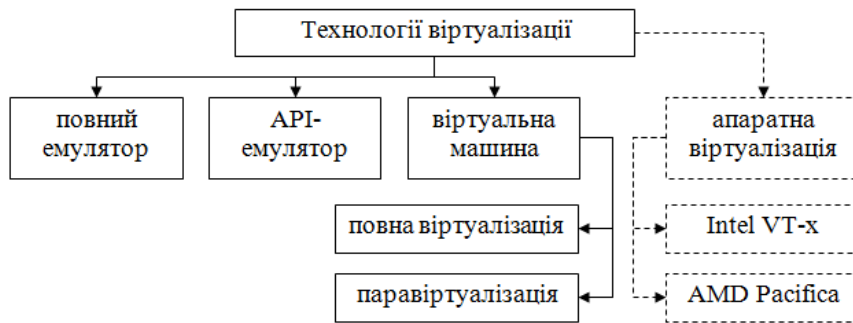 Технології віртуалізації
повний
емулятор
API-
емулятор
віртуальна
машина
апаратна
віртуалізація
повна віртуалізація
Intel VT-x
паравіртуалізація
AMD Pacifica